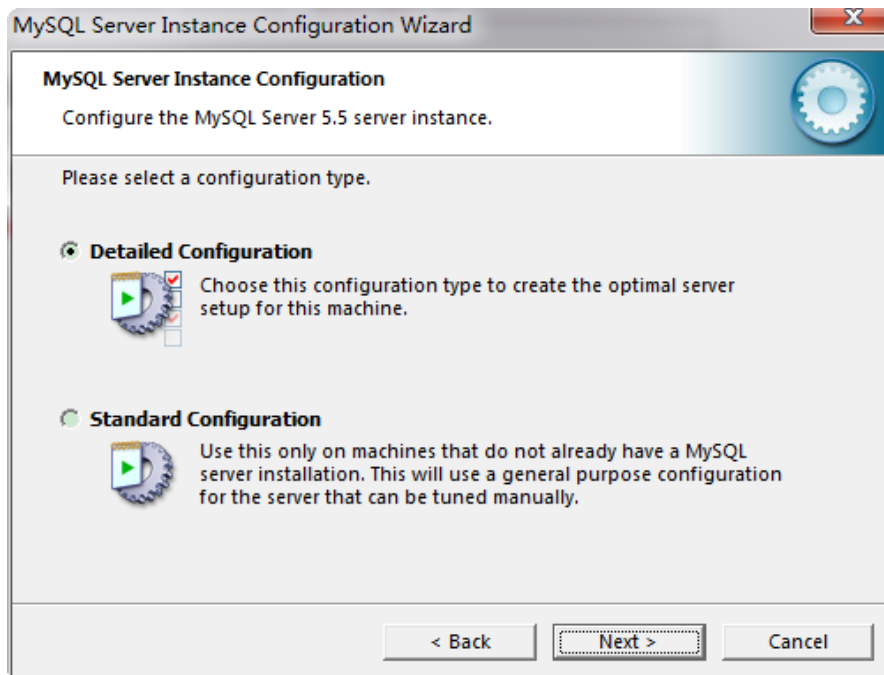 MySQL Server Instance Configuration Wizard
MySQL Server Instance Configuration
Configure the MySQL Server 5.5 server instance.
Please select a configuration type.
Detailed Configuration
Choose this configuration type to create the optimal server
setup for this machine.
Standard Configuration
Use this only on machines that do not already have a MySQL
server installation. This will use a general purpose configuration
for the server that can be tuned manually.
< Back
Next >
Cancel